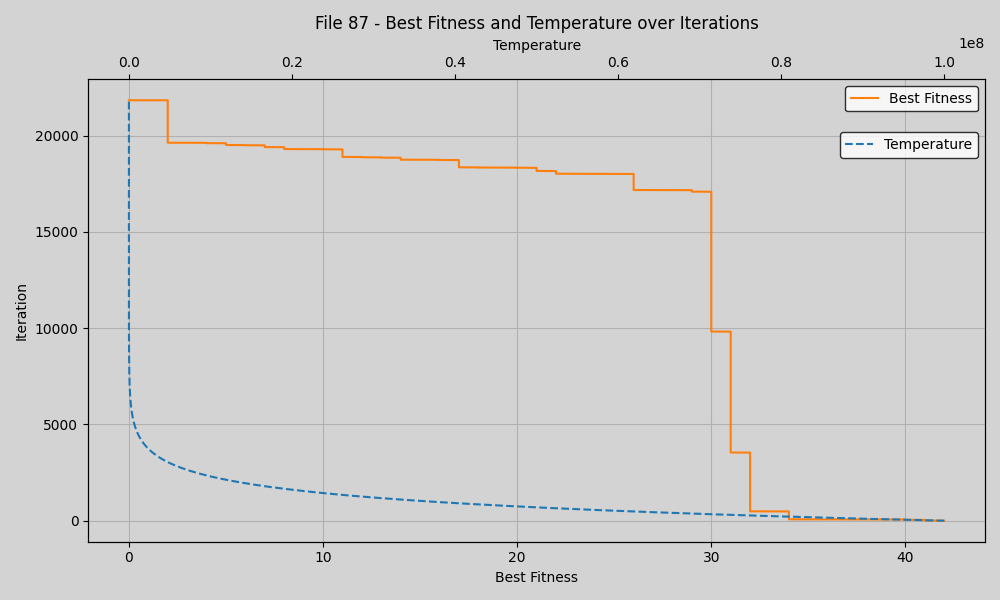 File 87 - Best Fitness and Temperature over Iterations
Temperature
1e8
0.0 0.2 0.4 0.6 0.8 1.0
Best Fitness
Temperature
20000
15000
10000
5000
0
Iteration
0 10 20 30 40
Best Fitness